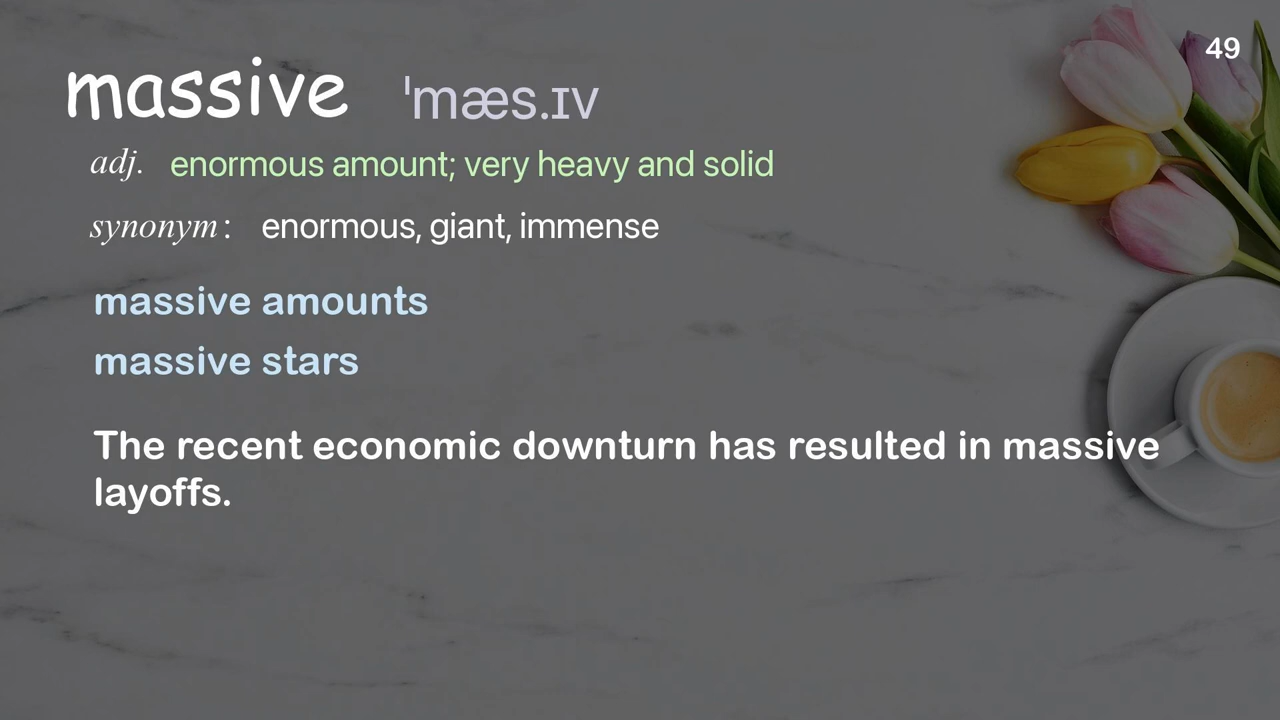 49
massive ˈmæs.ɪv
adj. enormous amount; very heavy and solid
synonym: enormous, giant, immense
massive amounts
massive stars
The recent economic downturn has resulted in massive
layoffs.